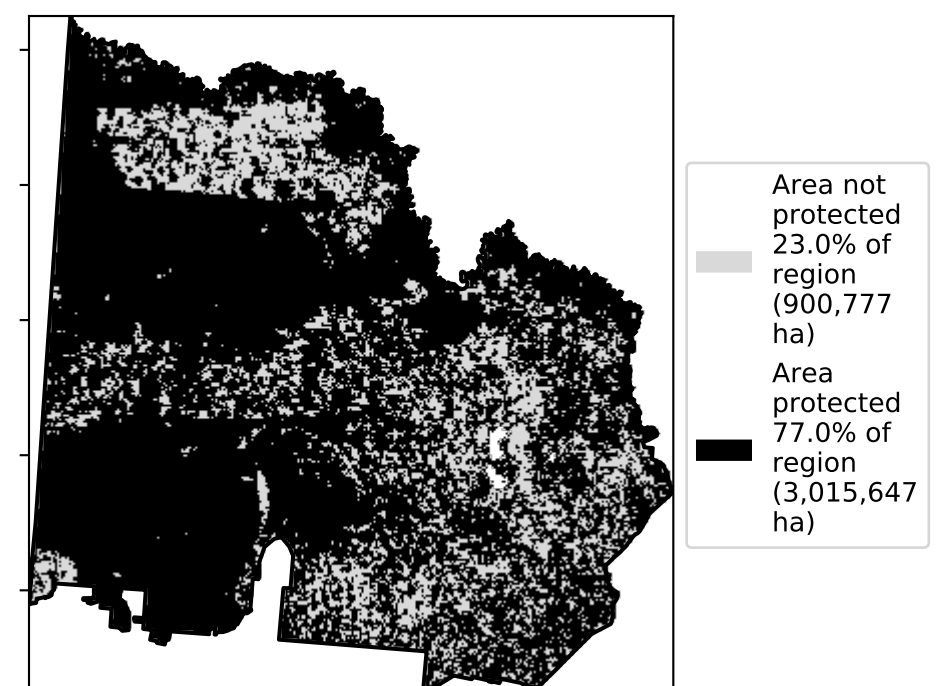 Area not
protected
23.0% of
region
(900,777
ha)
Area
protected
77.0% of
region
(3,015,647
ha)